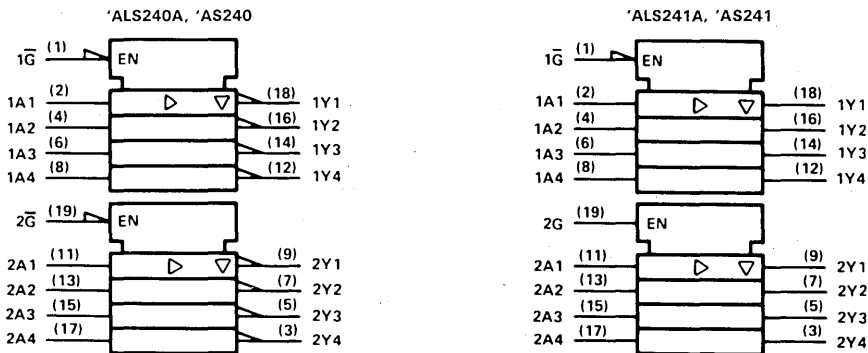 'ALS240A, 'AS240
1G̅ (1) EN
1A1 (2) (18) 1Y1
1A2 (4) (16) 1Y2
1A3 (6) (14) 1Y3
1A4 (8) (12) 1Y4
2G̅ (19) EN
2A1 (11) (9) 2Y1
2A2 (13) (7) 2Y2
2A3 (15) (5) 2Y3
2A4 (17) (3) 2Y4
'ALS241A, 'AS241
1G̅ (1) EN
1A1 (2) (18) 1Y1
1A2 (4) (16) 1Y2
1A3 (6) (14) 1Y3
1A4 (8) (12) 1Y4
2G (19) EN
2A1 (11) (9) 2Y1
2A2 (13) (7) 2Y2
2A3 (15) (5) 2Y3
2A4 (17) (3) 2Y4